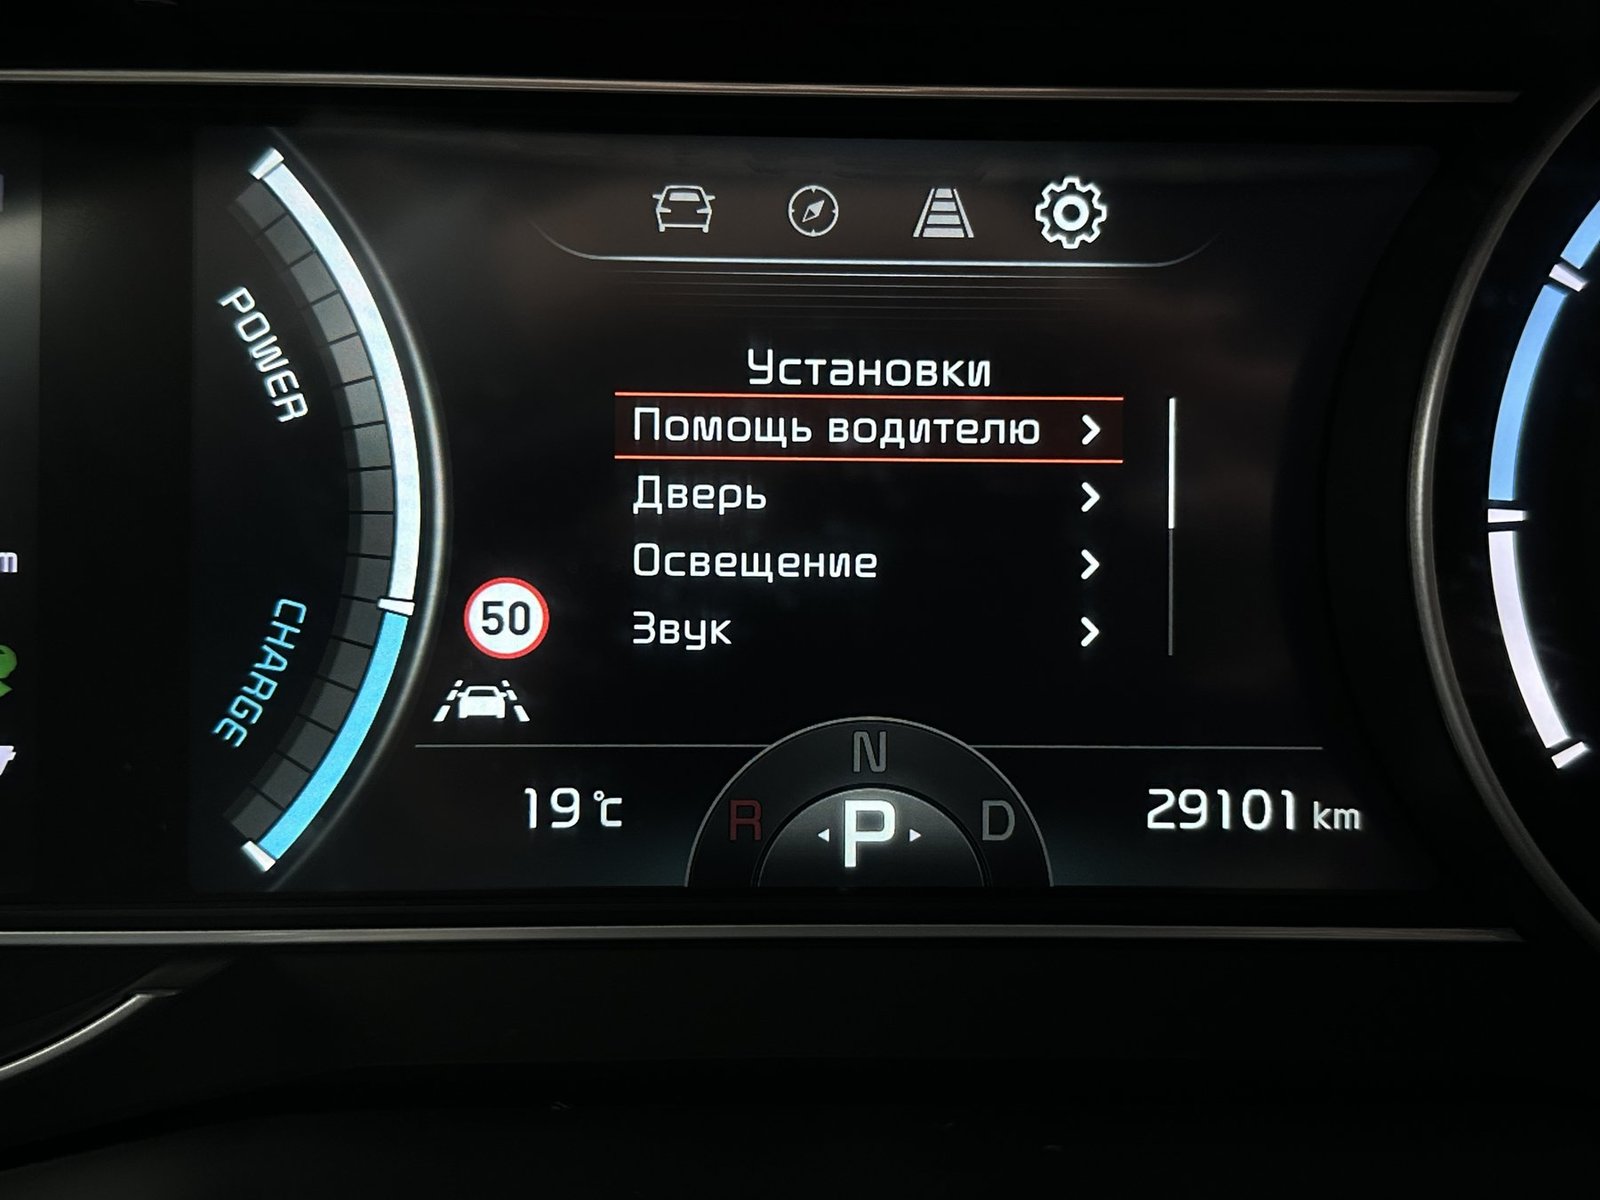 POWER
CHARGE
Установки
Помощь водителю
Дверь
Освещение
Звук
50
19 °C
N
R
P
D
29101 km